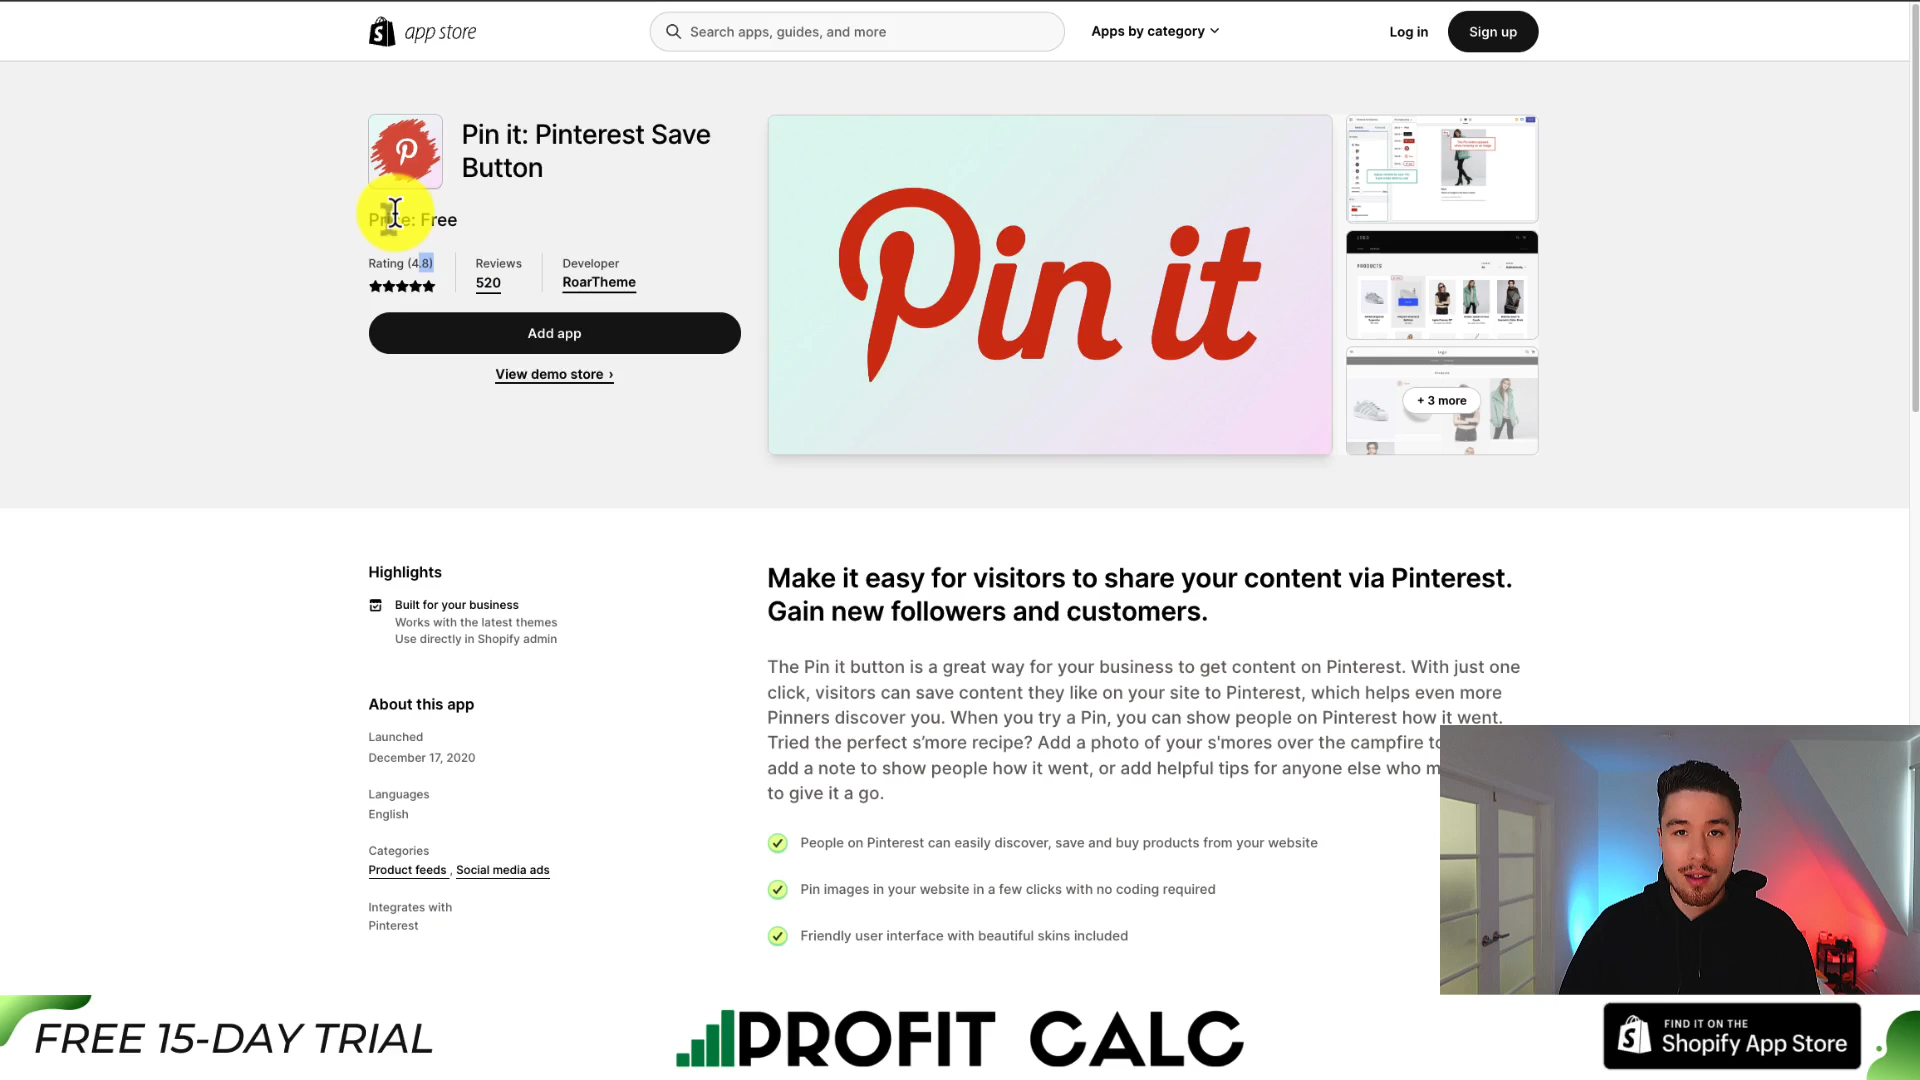 app store
Search apps, guides, and more
Apps by category
Log in
Sign up
Pin it: Pinterest Save
Button
Price: Free
Rating (4.8)
Reviews
520
Developer
RoarTheme
Add app
View demo store ›
Pin it
+ 3 more
Highlights
Built for your business
Works with the latest themes
Use directly in Shopify admin
About this app
Launched
December 17, 2020
Languages
English
Categories
Product feeds , Social media ads
Integrates with
Pinterest
Make it easy for visitors to share your content via Pinterest.
Gain new followers and customers.
The Pin it button is a great way for your business to get content on Pinterest. With just one
click, visitors can save content they like on your site to Pinterest, which helps even more
Pinners discover you. When you try a Pin, you can show people on Pinterest how it went.
Tried the perfect s’more recipe? Add a photo of your s'mores over the campfire
add a note to show people how it went, or add helpful tips for anyone else who
to give it a go.
People on Pinterest can easily discover, save and buy products from your website
Pin images in your website in a few clicks with no coding required
Friendly user interface with beautiful skins included
FREE 15-DAY TRIAL
PROFIT CALC
FIND IT ON THE
Shopify App Store